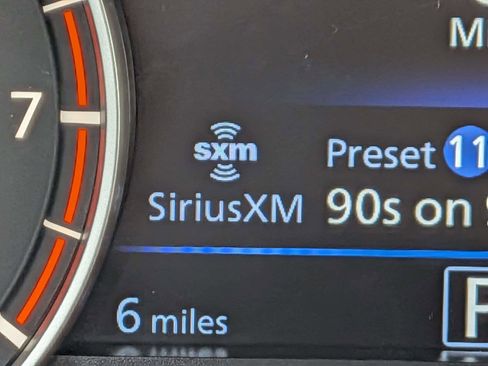 7
sxm
SiriusXM
Preset 11
90s on
6 miles
P